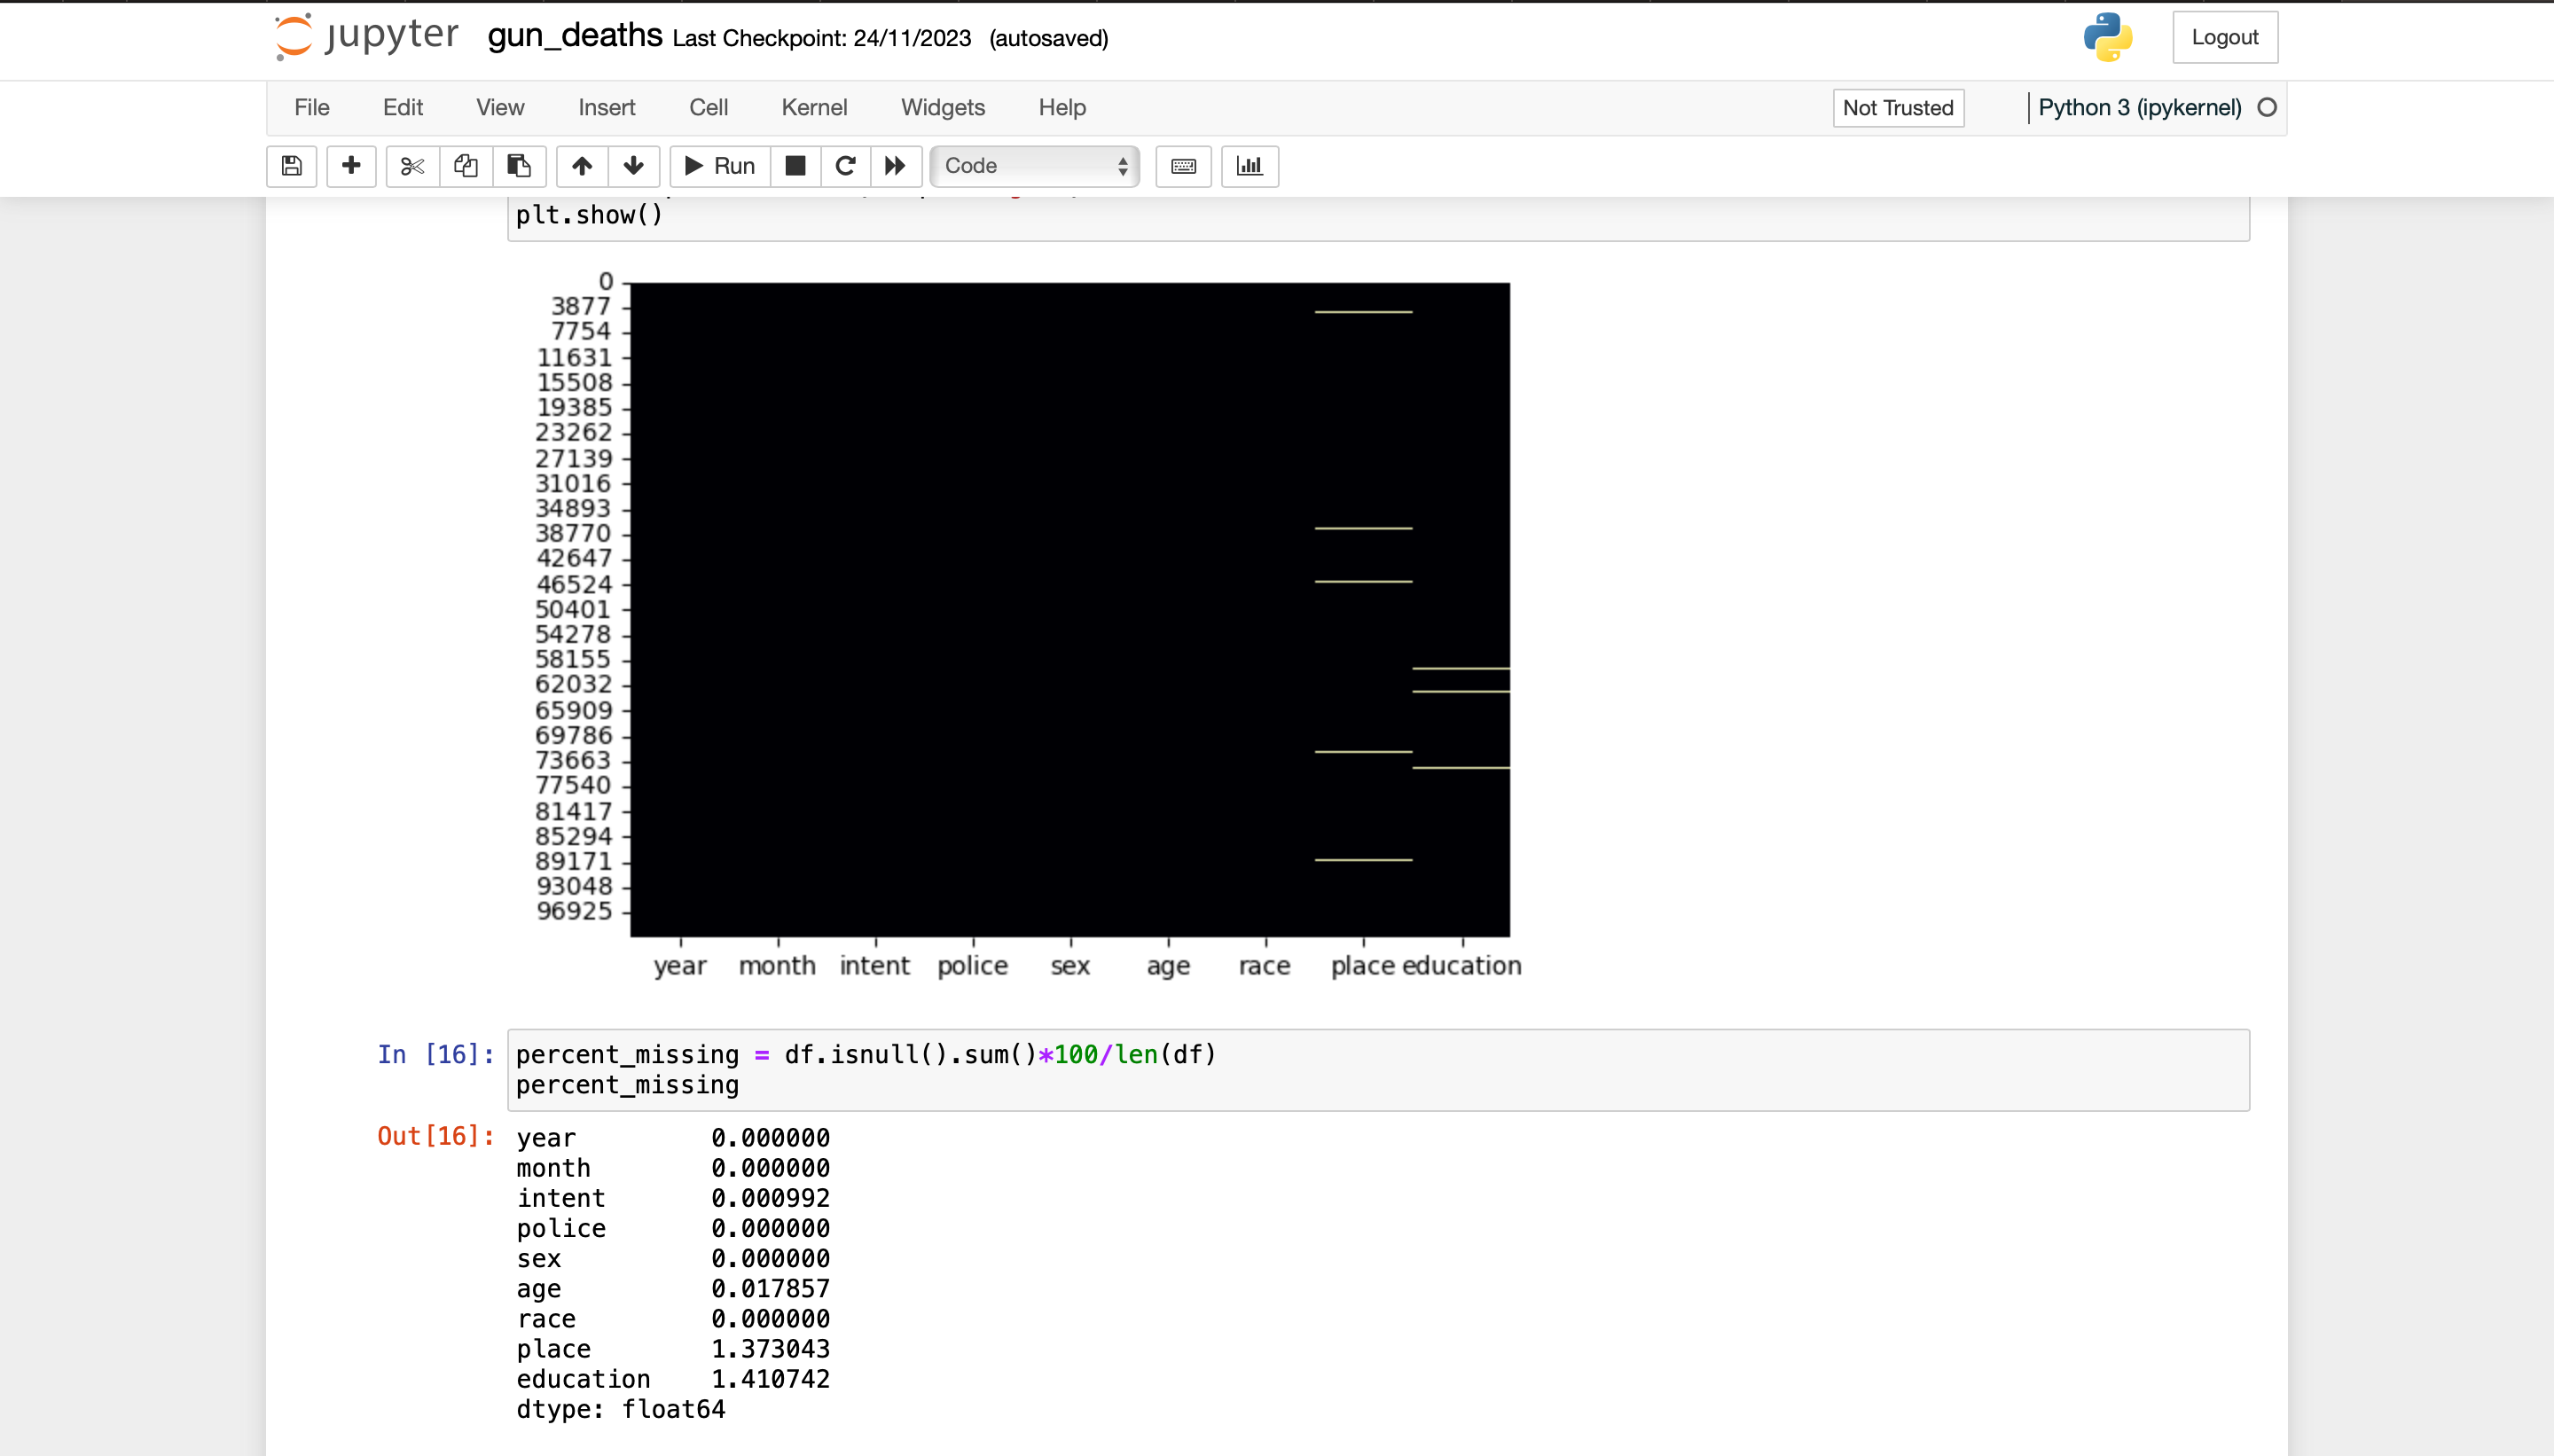 jupyter gun_deaths Last Checkpoint: 24/11/2023 (autosaved)
Logout
File Edit View Insert Cell Kernel Widgets Help
Not Trusted Python 3 (ipykernel)
Run Code
plt.show()
0
3877
7754
11631
15508
19385
23262
27139
31016
34893
38770
42647
46524
50401
54278
58155
62032
65909
69786
73663
77540
81417
85294
89171
93048
96925
year month intent police sex age race place education
In [16]: percent_missing = df.isnull().sum()*100/len(df)
percent_missing
Out[16]: year 0.000000
month 0.000000
intent 0.000992
police 0.000000
sex 0.000000
age 0.017857
race 0.000000
place 1.373043
education 1.410742
dtype: float64